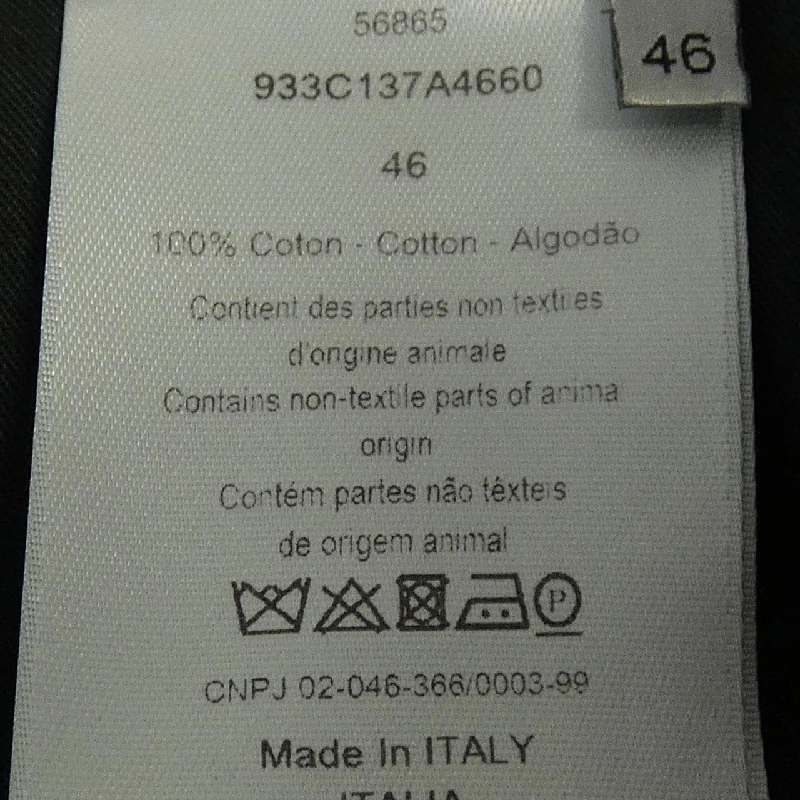 56865
46
933C137A4660
46
100% Coton - Cotton - Algodão
Contient des parties non textiles
d'origine animale
Contains non-textile parts of anima
origin
Contém partes não têxteis
de origem animal
P
CNPJ 02-046-366/0003-99
Made In ITALY
ITALIA